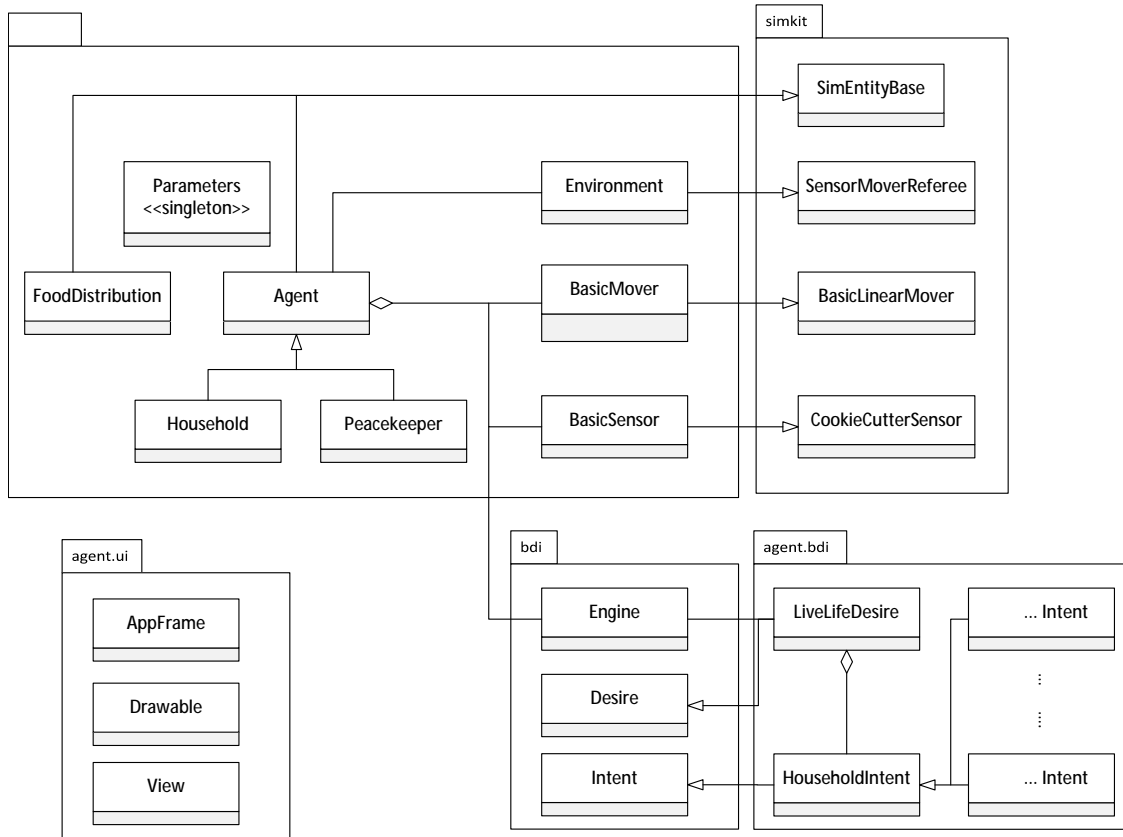 simkit
SimEntityBase
Parameters
<<singleton>>
Environment
SensorMoverReferee
FoodDistribution
Agent
BasicMover
BasicLinearMover
Household
Peacekeeper
BasicSensor
CookieCutterSensor
agent.ui
AppFrame
Drawable
View
bdi
Engine
Desire
Intent
agent.bdi
LiveLifeDesire
... Intent
...
...
HouseholdIntent
... Intent